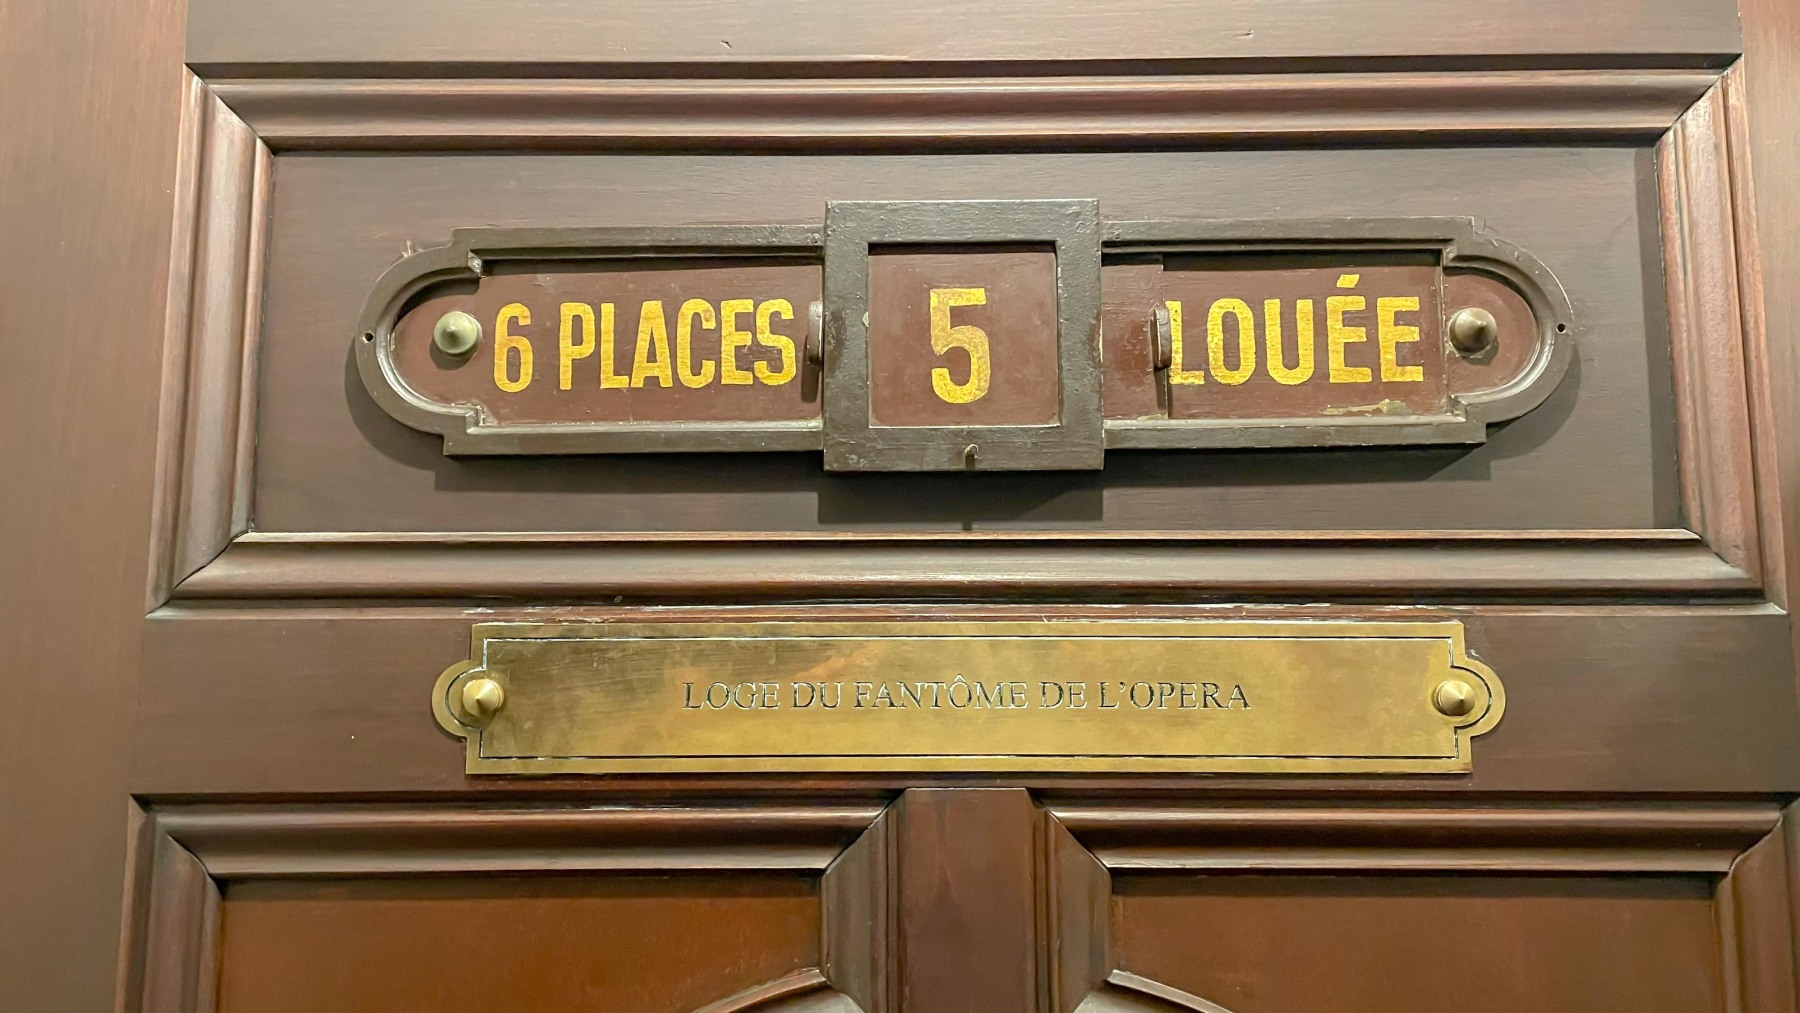 6 PLACES 5 LOUÉE
LOGE DU FANTÔME DE L'OPERA